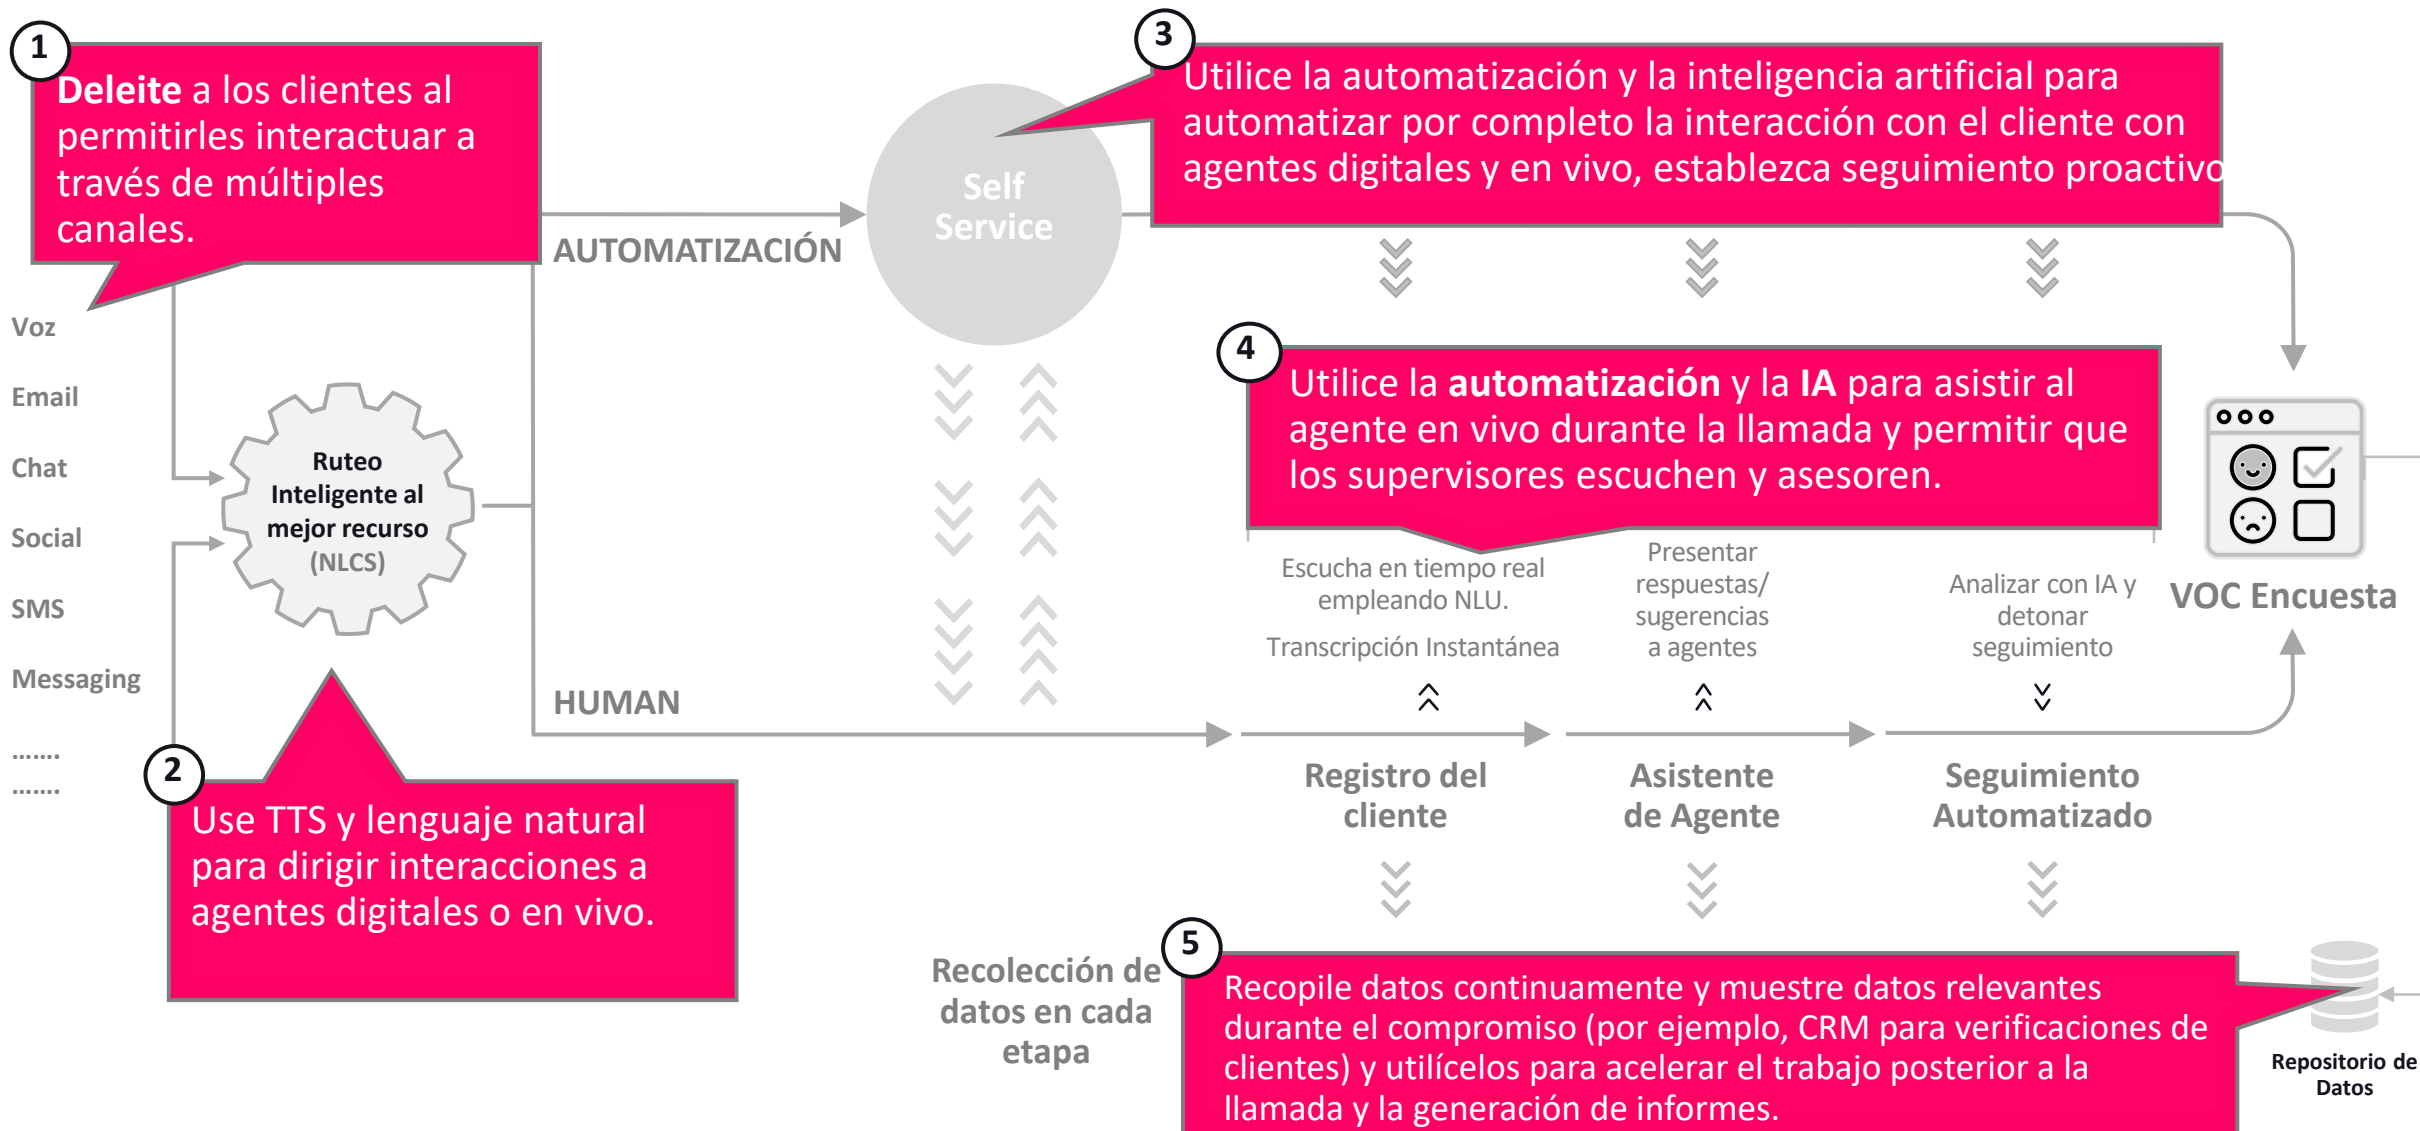 1
Deleite a los clientes al
permitirles interactuar a
través de múltiples
canales.
3
Utilice la automatización y la inteligencia artificial para
automatizar por completo la interacción con el cliente con
agentes digitales y en vivo, establezca seguimiento proactivo
Self
Service
AUTOMATIZACIÓN
Voz
Email
Chat
Social
SMS
Messaging
.......
.......
Ruteo
Inteligente al
mejor recurso
(NLCS)
4
Utilice la automatización y la IA para asistir al
agente en vivo durante la llamada y permitir que
los supervisores escuchen y asesoren.
Escucha en tiempo real
empleando NLU.
Transcripción Instantánea
Presentar
respuestas/
sugerencias
a agentes
Analizar con IA y
detonar
seguimiento
VOC Encuesta
HUMAN
2
Use TTS y lenguaje natural
para dirigir interacciones a
agentes digitales o en vivo.
Registro del
cliente
Asistente
de Agente
Seguimiento
Automatizado
Recolección de
datos en cada
etapa
5
Recopile datos continuamente y muestre datos relevantes
durante el compromiso (por ejemplo, CRM para verificaciones de
clientes) y utilícelos para acelerar el trabajo posterior a la
llamada y la generación de informes.
Repositorio de
Datos